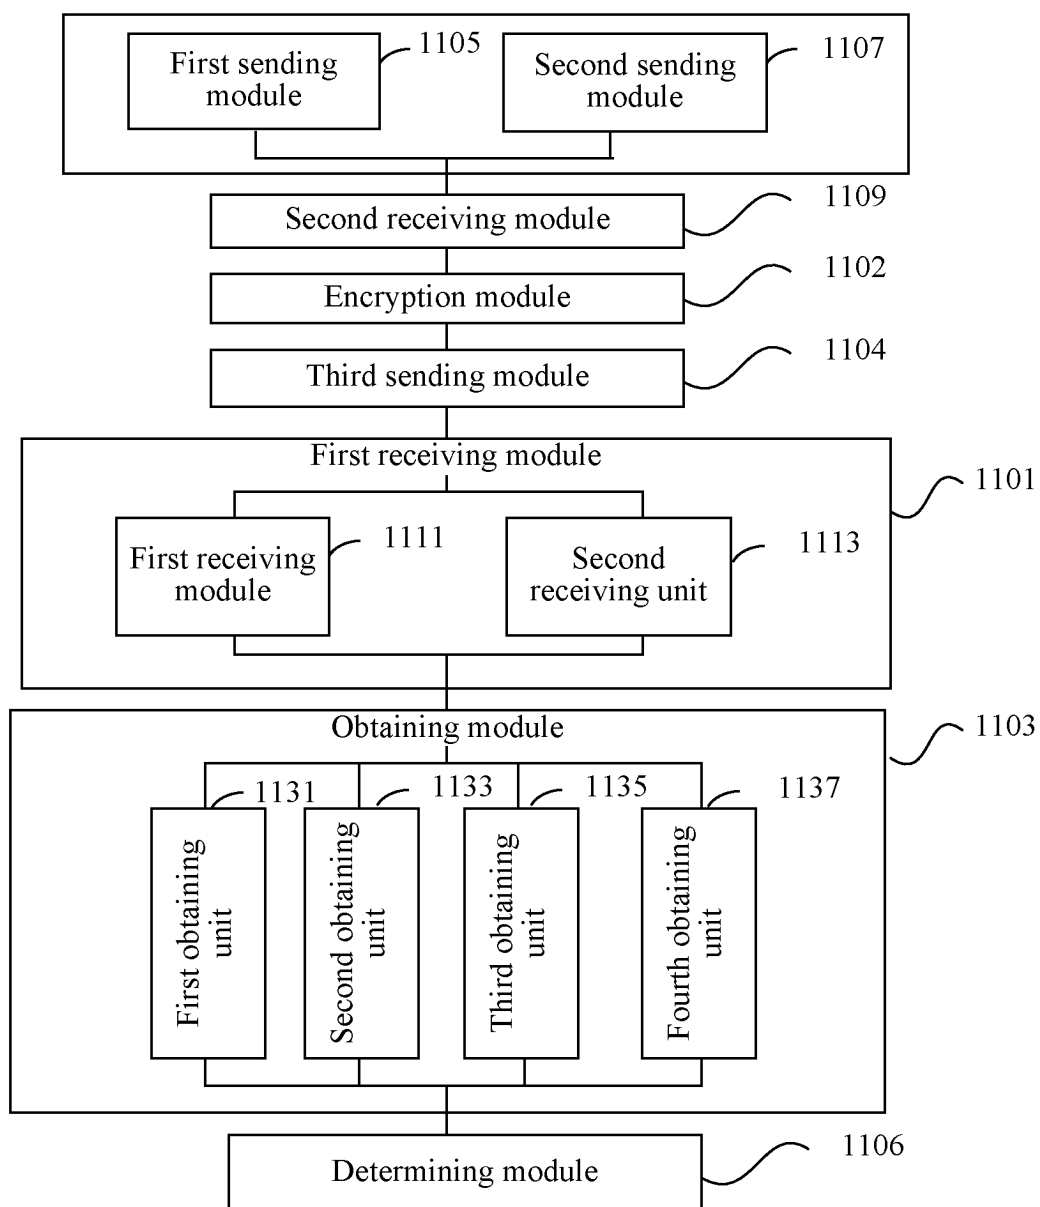 First sending
module
1105
Second sending
module
1107
Second receiving module
1109
Encryption module
1102
Third sending module
1104
First receiving module
1101
First receiving
module
1111
Second
receiving unit
1113
Obtaining module
1103
1131
1133
1135
1137
First obtaining
unit
Second obtaining
unit
Third obtaining
unit
Fourth obtaining
unit
Determining module
1106